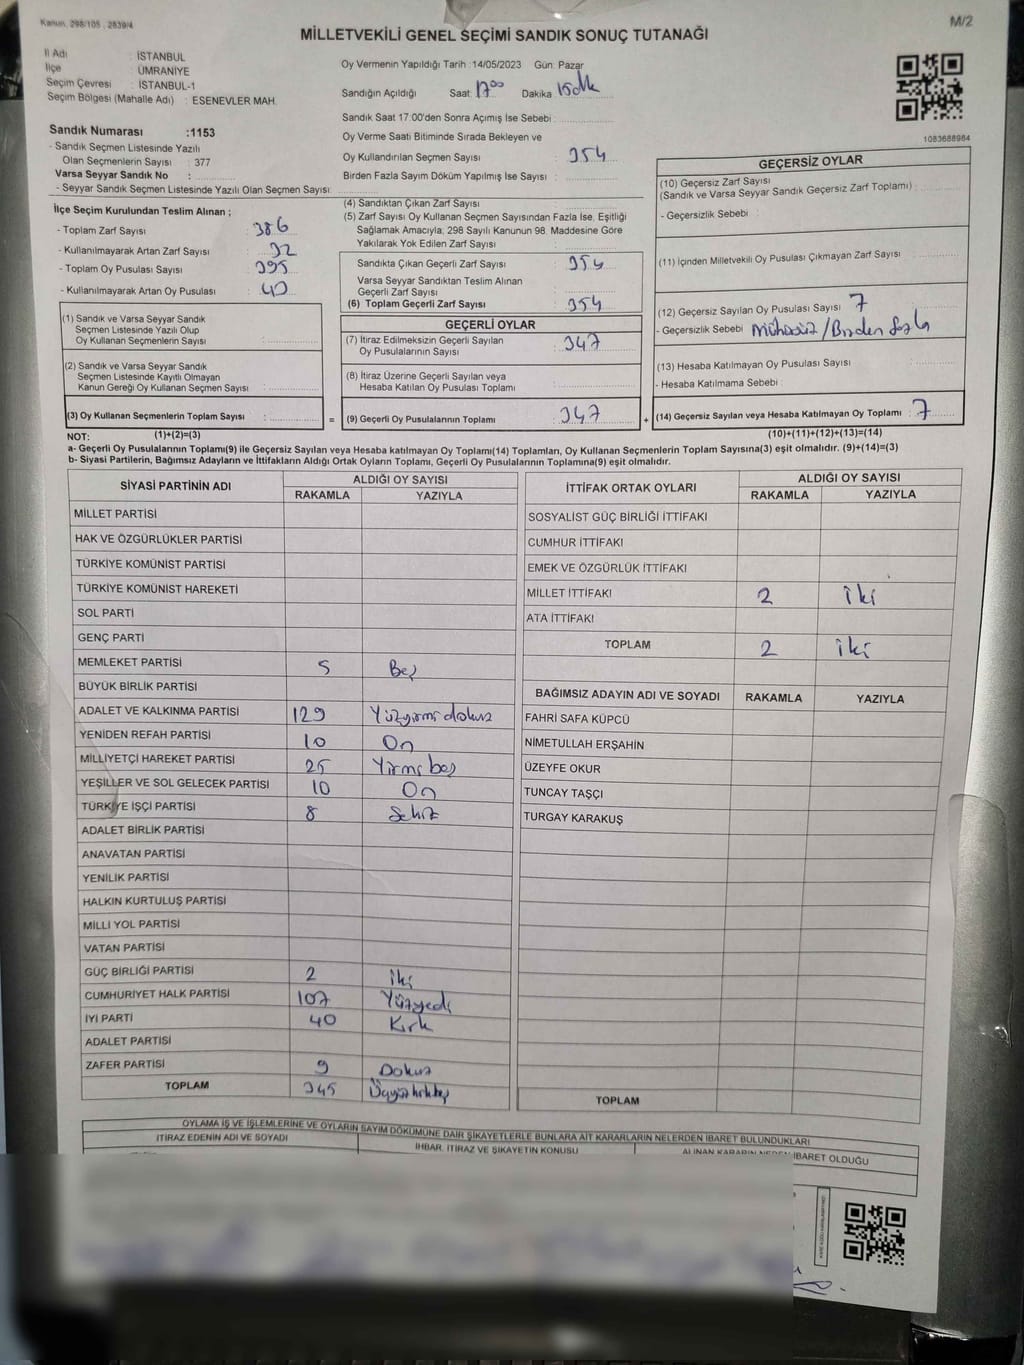 Kanun, 298/105 , 2839/4
M/2
MİLLETVEKİLİ GENEL SEÇİMİ SANDIK SONUÇ TUTANAĞI
İl Adı : İSTANBUL
İlçe : ÜMRANİYE
Seçim Çevresi : İSTANBUL-1
Seçim Bölgesi (Mahalle Adı) : ESENEVLER MAH.
Oy Vermenin Yapıldığı Tarih :14/05/2023 Gün: Pazar
Sandığın Açıldığı Saat: 17:00 Dakika 15dk
Sandık Saat 17:00'den Sonra Açımış İse Sebebi :
Sandık Numarası :1153
- Sandık Seçmen Listesinde Yazılı
Olan Seçmenlerin Sayısı : 377
Varsa Seyyar Sandık No :
- Seyyar Sandık Seçmen Listesinde Yazılı Olan Seçmen Sayısı:
Oy Verme Saati Bitiminde Sırada Bekleyen ve
Oy Kullandırılan Seçmen Sayısı : 354
Birden Fazla Sayım Döküm Yapılmış İse Sayısı :
1083688984
İlçe Seçim Kurulundan Teslim Alınan ;
- Toplam Zarf Sayısı : 386
- Kullanılmayarak Artan Zarf Sayısı : 32
- Toplam Oy Pusulası Sayısı : 395
- Kullanılmayarak Artan Oy Pusulası : 40
(4) Sandıktan Çıkan Zarf Sayısı :
(5) Zarf Sayısı Oy Kullanan Seçmen Sayısından Fazla İse, Eşitliği
Sağlamak Amacıyla; 298 Sayılı Kanunun 98. Maddesine Göre
Yakılarak Yok Edilen Zarf Sayısı :
Sandıkta Çıkan Geçerli Zarf Sayısı : 354
Varsa Seyyar Sandıktan Teslim Alınan
Geçerli Zarf Sayısı :
(6) Toplam Geçerli Zarf Sayısı : 354
GEÇERSİZ OYLAR
(10) Geçersiz Zarf Sayısı
(Sandık ve Varsa Seyyar Sandık Geçersiz Zarf Toplamı) :
- Geçersizlik Sebebi :
(11) İçinden Milletvekili Oy Pusulası Çıkmayan Zarf Sayısı :
(12) Geçersiz Sayılan Oy Pusulası Sayısı : 7
- Geçersizlik Sebebi : Mühürsüz/Birden fazla
(13) Hesaba Katılmayan Oy Pusulası Sayısı :
- Hesaba Katılmama Sebebi :
(14) Geçersiz Sayılan veya Hesaba Katılmayan Oy Toplamı : 7
(1) Sandık ve Varsa Seyyar Sandık
Seçmen Listesinde Yazılı Olup
Oy Kullanan Seçmenlerin Sayısı :
(2) Sandık ve Varsa Seyyar Sandık
Seçmen Listesinde Kayıtlı Olmayan
Kanun Gereği Oy Kullanan Seçmen Sayısı :
(3) Oy Kullanan Seçmenlerin Toplam Sayısı : =
GEÇERLİ OYLAR
(7) İtiraz Edilmeksizin Geçerli Sayılan
Oy Pusulalarının Sayısı : 347
(8) İtiraz Üzerine Geçerli Sayılan veya
Hesaba Katılan Oy Pusulası Toplamı :
(9) Geçerli Oy Pusulalarının Toplamı : 347 +
NOT: (1)+(2)=(3)
(10)+(11)+(12)+(13)=(14)
a- Geçerli Oy Pusulalarının Toplamı(9) ile Geçersiz Sayılan veya Hesaba katılmayan Oy Toplamı(14) Toplamları, Oy Kullanan Seçmenlerin Toplam Sayısına(3) eşit olmalıdır. (9)+(14)=(3)
b- Siyasi Partilerin, Bağımsız Adayların ve İttifakların Aldığı Ortak Oyların Toplamı, Geçerli Oy Pusulalarının Toplamına(9) eşit olmalıdır.
SİYASİ PARTİNİN ADI
ALDIĞI OY SAYISI
RAKAMLA YAZIYLA
MİLLET PARTİSİ
HAK VE ÖZGÜRLÜKLER PARTİSİ
TÜRKİYE KOMÜNİST PARTİSİ
TÜRKİYE KOMÜNİST HAREKETİ
SOL PARTİ
GENÇ PARTİ
MEMLEKET PARTİSİ 5 Beş
BÜYÜK BİRLİK PARTİSİ
ADALET VE KALKINMA PARTİSİ 129 Yüzyirmi dokuz
YENİDEN REFAH PARTİSİ 10 On
MİLLİYETÇİ HAREKET PARTİSİ 25 Yirmi beş
YEŞİLLER VE SOL GELECEK PARTİSİ 10 On
TÜRKİYE İŞÇİ PARTİSİ 8 Sekiz
ADALET BİRLİK PARTİSİ
ANAVATAN PARTİSİ
YENİLİK PARTİSİ
HALKIN KURTULUŞ PARTİSİ
MİLLİ YOL PARTİSİ
VATAN PARTİSİ
GÜÇ BİRLİĞİ PARTİSİ 2 iki
CUMHURİYET HALK PARTİSİ 107 Yüzyedi
İYİ PARTİ 40 Kırk
ADALET PARTİSİ
ZAFER PARTİSİ 9 Dokuz
TOPLAM 345 Üçyüzkırkbeş
İTTİFAK ORTAK OYLARI
ALDIĞI OY SAYISI
RAKAMLA YAZIYLA
SOSYALİST GÜÇ BİRLİĞİ İTTİFAKI
CUMHUR İTTİFAKI
EMEK VE ÖZGÜRLÜK İTTİFAKI
MİLLET İTTİFAKI 2 iki
ATA İTTİFAKI
TOPLAM 2 iki
BAĞIMSIZ ADAYIN ADI VE SOYADI RAKAMLA YAZIYLA
FAHRİ SAFA KÜPCÜ
NİMETULLAH ERŞAHİN
ÜZEYFE OKUR
TUNCAY TAŞÇI
TURGAY KARAKUŞ
TOPLAM
OYLAMA İŞ VE İŞLEMLERİNE VE OYLARIN SAYIM DÖKÜMÜNE DAİR ŞİKAYETLERLE BUNLARA AİT KARARLARIN NELERDEN İBARET BULUNDUKLARI
İTİRAZ EDENİN ADI VE SOYADI
İHBAR, İTİRAZ VE ŞİKAYETİN KONUSU
ALINAN KARARIN NEDEN İBARET OLDUĞU